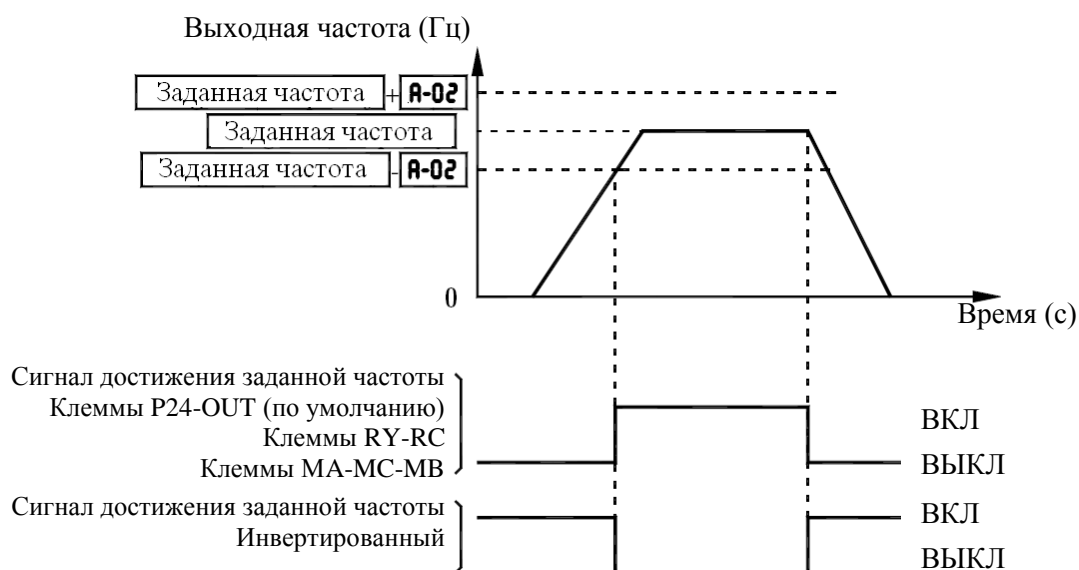 Выходная частота (Гц)
Заданная частота + A-02
Заданная частота
Заданная частота - A-02
0
Время (с)
Сигнал достижения заданной частоты
Клеммы P24-OUT (по умолчанию)
Клеммы RY-RC
Клеммы MA-MC-MB
ВКЛ
ВЫКЛ
Сигнал достижения заданной частоты
Инвертированный
ВКЛ
ВЫКЛ